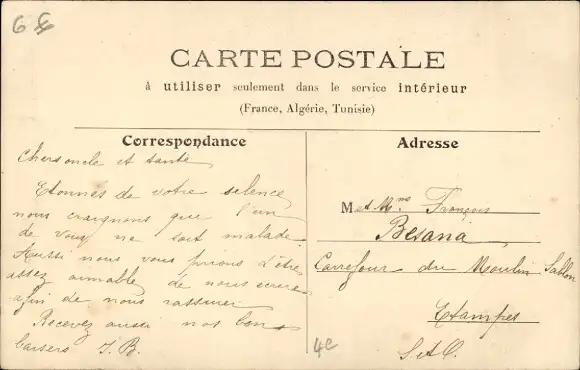 6 €
CARTE POSTALE
à utiliser seulement dans le service intérieur
(France, Algérie, Tunisie)
Correspondance
Chers oncle et tante
Etonnés de votre silence
nous craignons que l'un
de vous ne soit malade.
Aussi nous vous prions d'être
assez aimable de nous ecrire
afin de nous rassurer
Recevez aussi nos bons
baisers J.B.
Adresse
M et Mme François
Besana
Carrefour du Moulin Sablon
Etampes
S et O.
4e